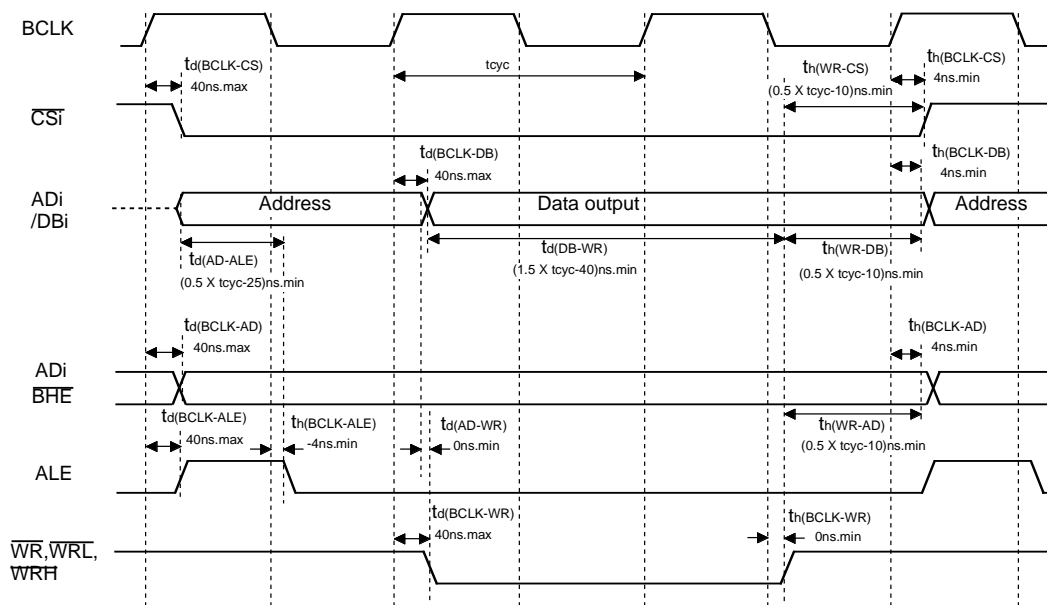 BCLK
td(BCLK-CS)
40ns.max
tcyc
th(WR-CS)
(0.5 X tcyc-10)ns.min
th(BCLK-CS)
4ns.min
CSi
td(BCLK-DB)
40ns.max
th(BCLK-DB)
4ns.min
ADi
/DBi
Address
Data output
Address
td(AD-ALE)
(0.5 X tcyc-25)ns.min
td(DB-WR)
(1.5 X tcyc-40)ns.min
th(WR-DB)
(0.5 X tcyc-10)ns.min
td(BCLK-AD)
40ns.max
th(BCLK-AD)
4ns.min
ADi
BHE
td(BCLK-ALE)
40ns.max
th(BCLK-ALE)
-4ns.min
td(AD-WR)
0ns.min
th(WR-AD)
(0.5 X tcyc-10)ns.min
ALE
td(BCLK-WR)
40ns.max
th(BCLK-WR)
0ns.min
WR,WRL,
WRH